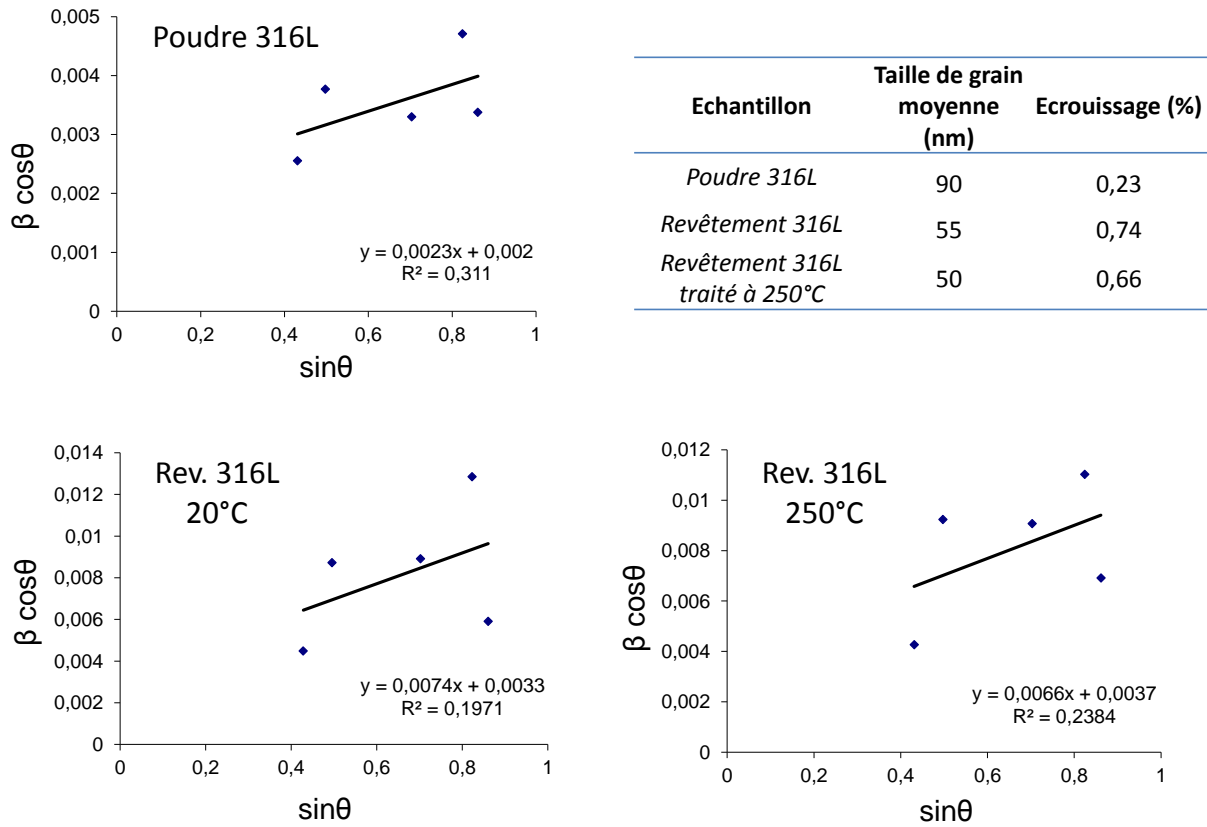 Poudre 316L
0,005
0,004
0,003
0,002
0,001
0
0 0,2 0,4 0,6 0,8 1
β cosθ
sinθ
y = 0,0023x + 0,002
R² = 0,311
Echantillon
Taille de grain
moyenne
(nm)
Ecrouissage (%)
Poudre 316L 90 0,23
Revêtement 316L 55 0,74
Revêtement 316L
traité à 250°C 50 0,66
Rev. 316L
20°C
0,014
0,012
0,01
0,008
0,006
0,004
0,002
0
0 0,2 0,4 0,6 0,8 1
β cosθ
sinθ
y = 0,0074x + 0,0033
R² = 0,1971
Rev. 316L
250°C
0,012
0,01
0,008
0,006
0,004
0,002
0
0 0,2 0,4 0,6 0,8 1
β cosθ
sinθ
y = 0,0066x + 0,0037
R² = 0,2384